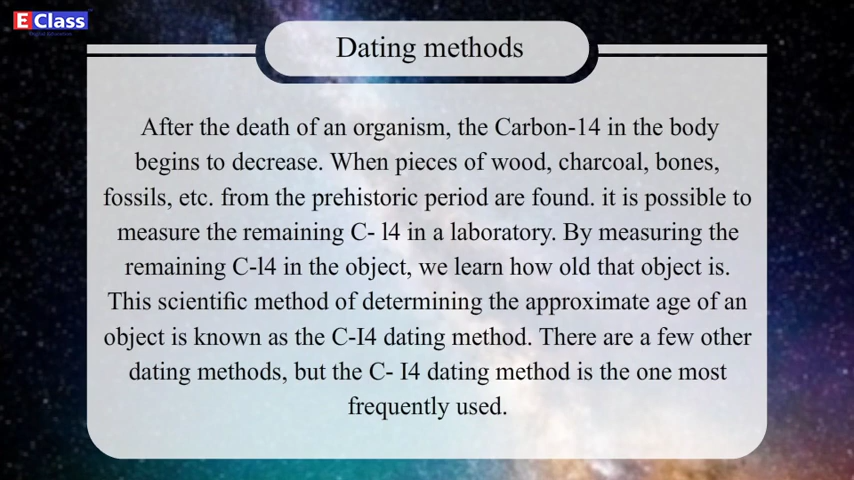 EClass
Dating methods
After the death of an organism, the Carbon-14 in the body
begins to decrease. When pieces of wood, charcoal, bones,
fossils, etc. from the prehistoric period are found. it is possible to
measure the remaining C- l4 in a laboratory. By measuring the
remaining C-l4 in the object, we learn how old that object is.
This scientific method of determining the approximate age of an
object is known as the C-I4 dating method. There are a few other
dating methods, but the C- I4 dating method is the one most
frequently used.